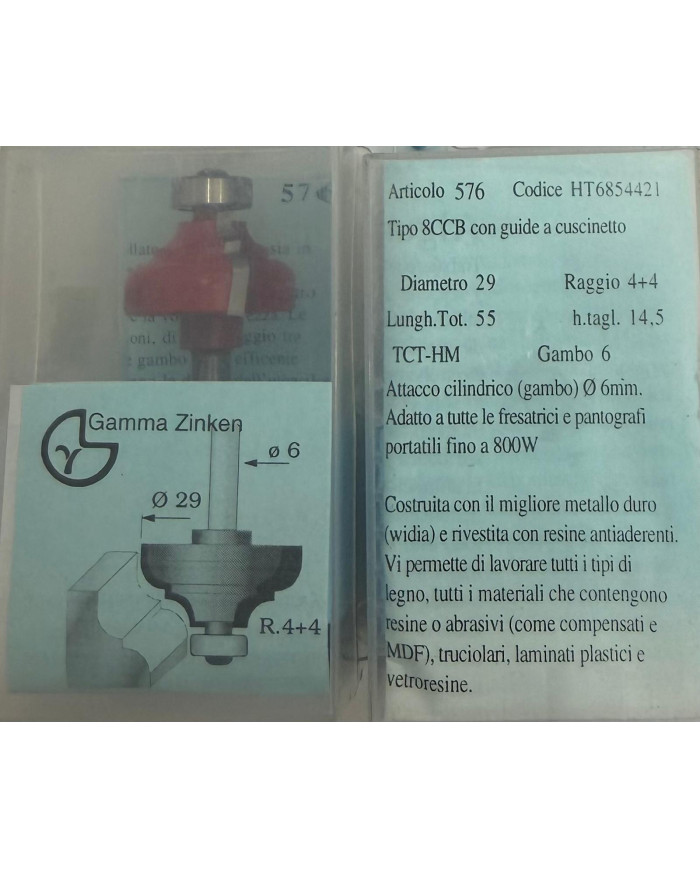 57
oni, di
gambo
Gamma Zinken
γ
ø 6
Ø 29
R.4+4
Articolo 576 Codice HT6854421
Tipo 8CCB con guide a cuscinetto
Diametro 29 Raggio 4+4
Lungh.Tot. 55 h.tagl. 14,5
TCT-HM Gambo 6
Attacco cilindrico (gambo) Ø 6mm.
Adatto a tutte le fresatrici e pantografi
portatili fino a 800W
Costruita con il migliore metallo duro
(widia) e rivestita con resine antiaderenti.
Vi permette di lavorare tutti i tipi di
legno, tutti i materiali che contengono
resine o abrasivi (come compensati e
MDF), truciolari, laminati plastici e
vetroresine.